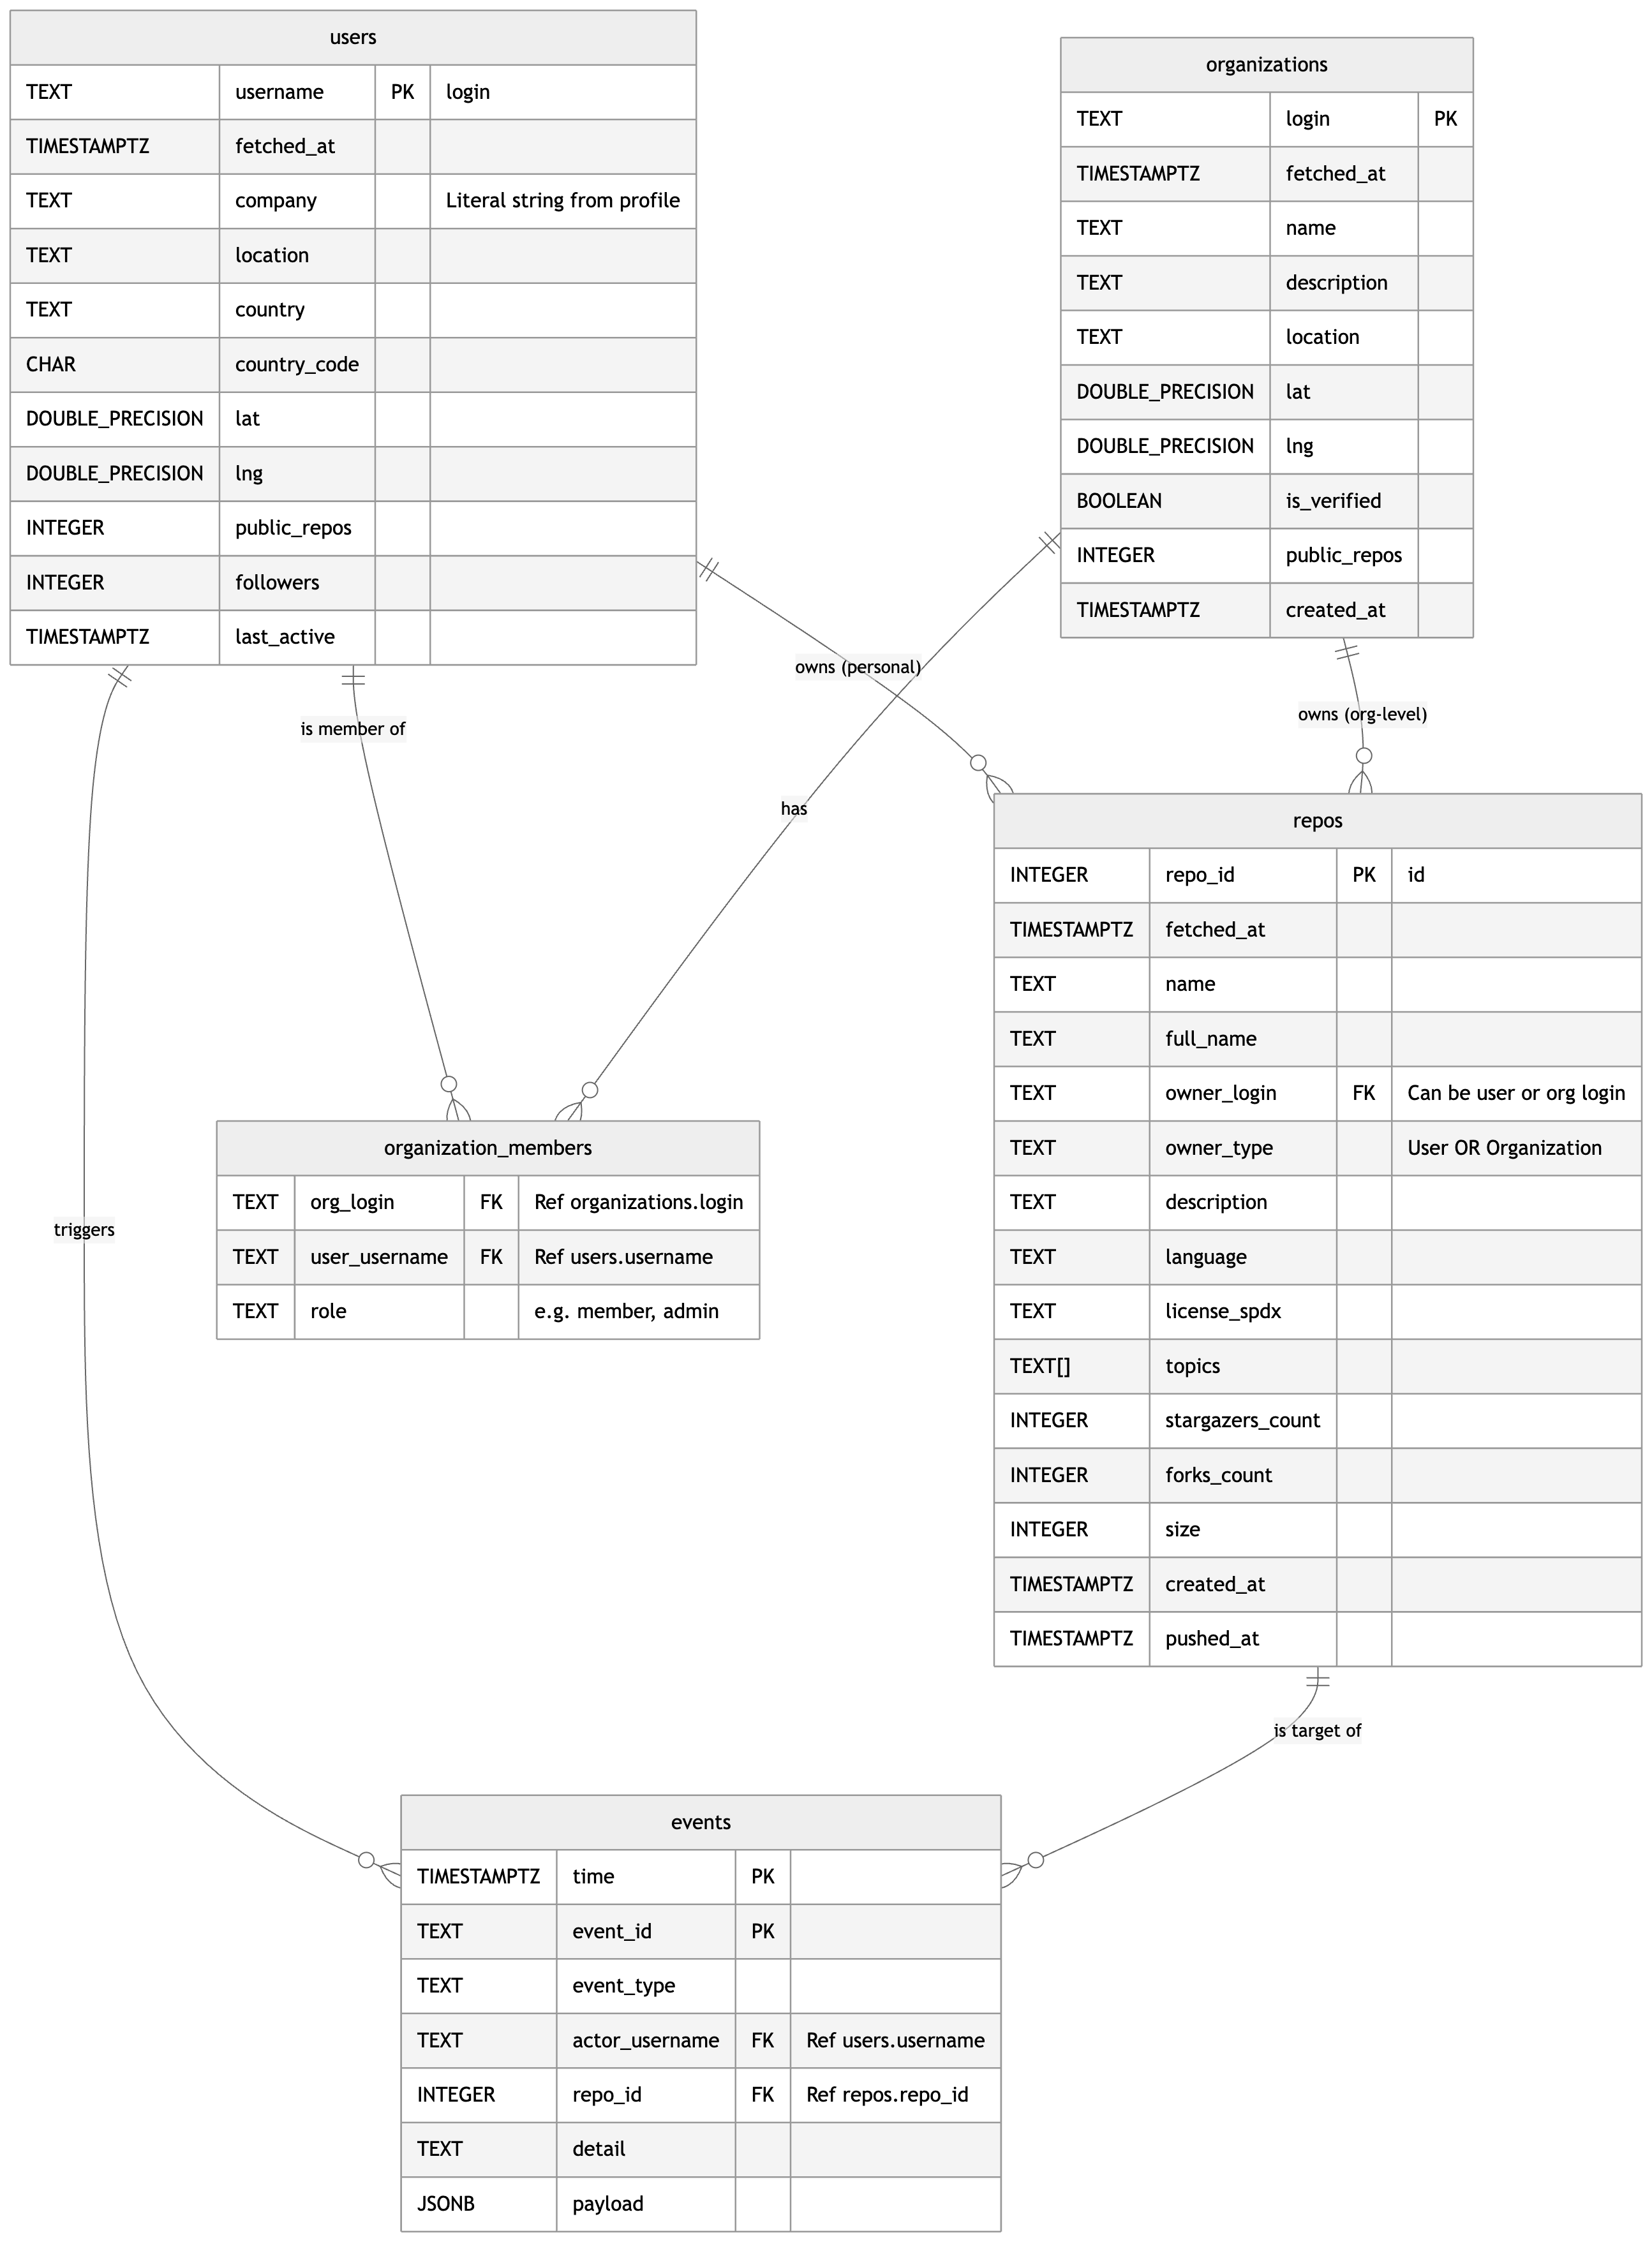 users
TEXT username PK login
TIMESTAMPTZ fetched_at
TEXT company Literal string from profile
TEXT location
TEXT country
CHAR country_code
DOUBLE_PRECISION lat
DOUBLE_PRECISION lng
INTEGER public_repos
INTEGER followers
TIMESTAMPTZ last_active
organizations
TEXT login PK
TIMESTAMPTZ fetched_at
TEXT name
TEXT description
TEXT location
DOUBLE_PRECISION lat
DOUBLE_PRECISION lng
BOOLEAN is_verified
INTEGER public_repos
TIMESTAMPTZ created_at
owns (personal)
owns (org-level)
is member of
has
repos
INTEGER repo_id PK id
TIMESTAMPTZ fetched_at
TEXT name
TEXT full_name
TEXT owner_login FK Can be user or org login
TEXT owner_type User OR Organization
TEXT description
TEXT language
TEXT license_spdx
TEXT[] topics
INTEGER stargazers_count
INTEGER forks_count
INTEGER size
TIMESTAMPTZ created_at
TIMESTAMPTZ pushed_at
organization_members
TEXT org_login FK Ref organizations.login
TEXT user_username FK Ref users.username
TEXT role e.g. member, admin
triggers
is target of
events
TIMESTAMPTZ time PK
TEXT event_id PK
TEXT event_type
TEXT actor_username FK Ref users.username
INTEGER repo_id FK Ref repos.repo_id
TEXT detail
JSONB payload